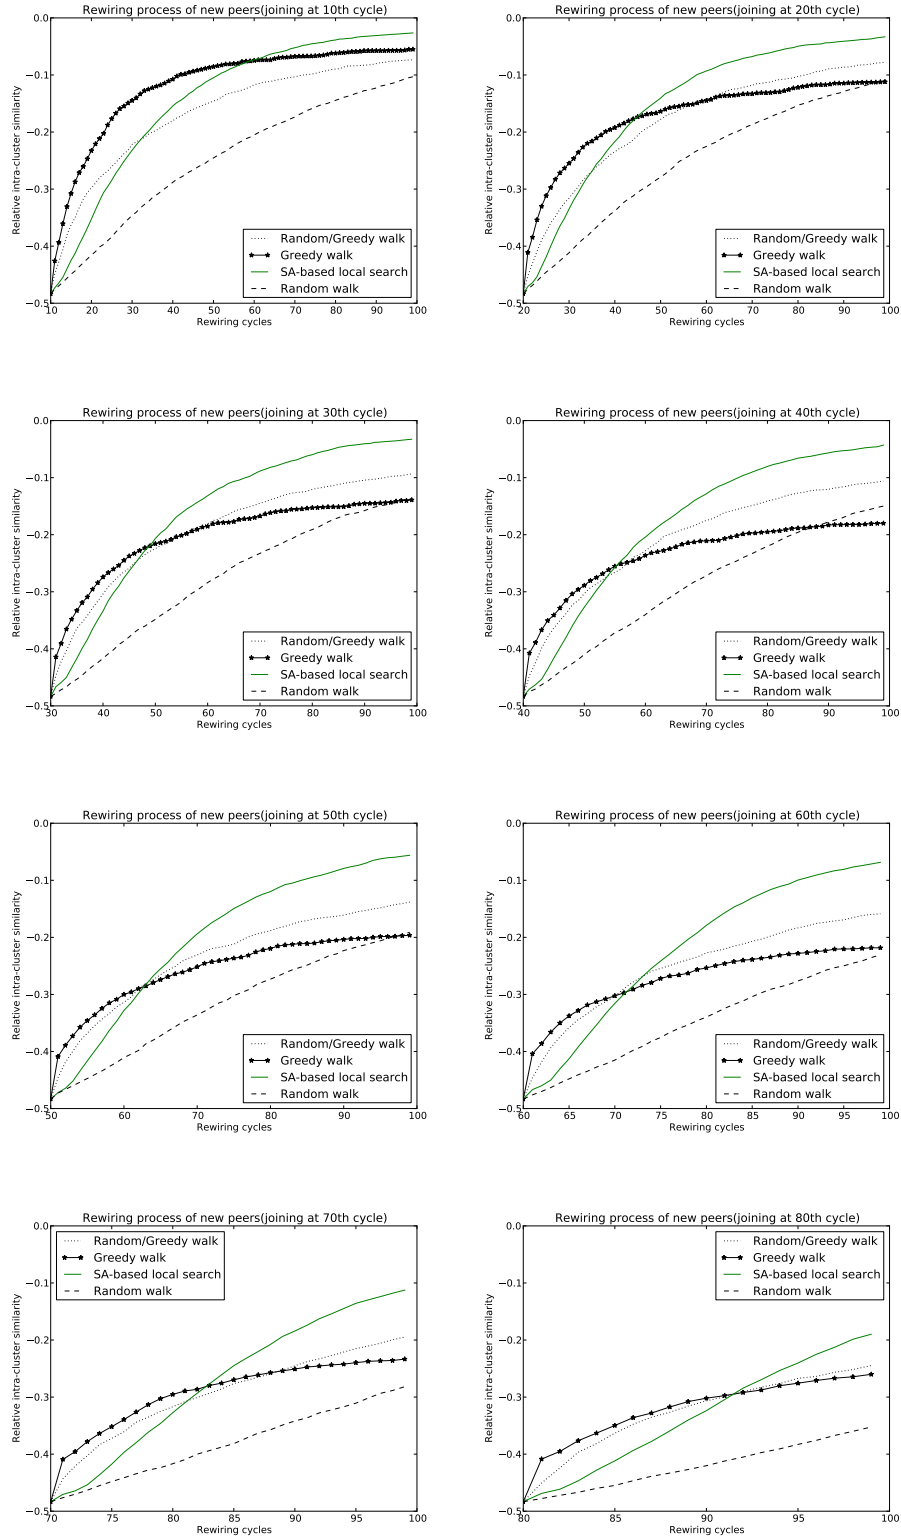 Rewiring process of new peers(joining at 10th cycle)
0.0
−0.1
−0.2
−0.3
−0.4
−0.5
Relative intra-cluster similarity
Random/Greedy walk
Greedy walk
SA-based local search
Random walk
10 20 30 40 50 60 70 80 90 100
Rewiring cycles
Rewiring process of new peers(joining at 20th cycle)
0.0
−0.1
−0.2
−0.3
−0.4
−0.5
Relative intra-cluster similarity
Random/Greedy walk
Greedy walk
SA-based local search
Random walk
20 30 40 50 60 70 80 90 100
Rewiring cycles
Rewiring process of new peers(joining at 30th cycle)
0.0
−0.1
−0.2
−0.3
−0.4
−0.5
Relative intra-cluster similarity
Random/Greedy walk
Greedy walk
SA-based local search
Random walk
30 40 50 60 70 80 90 100
Rewiring cycles
Rewiring process of new peers(joining at 40th cycle)
0.0
−0.1
−0.2
−0.3
−0.4
−0.5
Relative intra-cluster similarity
Random/Greedy walk
Greedy walk
SA-based local search
Random walk
40 50 60 70 80 90 100
Rewiring cycles
Rewiring process of new peers(joining at 50th cycle)
0.0
−0.1
−0.2
−0.3
−0.4
−0.5
Relative intra-cluster similarity
Random/Greedy walk
Greedy walk
SA-based local search
Random walk
50 60 70 80 90 100
Rewiring cycles
Rewiring process of new peers(joining at 60th cycle)
0.0
−0.1
−0.2
−0.3
−0.4
−0.5
Relative intra-cluster similarity
Random/Greedy walk
Greedy walk
SA-based local search
Random walk
60 65 70 75 80 85 90 95 100
Rewiring cycles
Rewiring process of new peers(joining at 70th cycle)
0.0
−0.1
−0.2
−0.3
−0.4
−0.5
Relative intra-cluster similarity
Random/Greedy walk
Greedy walk
SA-based local search
Random walk
70 75 80 85 90 95 100
Rewiring cycles
Rewiring process of new peers(joining at 80th cycle)
0.0
−0.1
−0.2
−0.3
−0.4
−0.5
Relative intra-cluster similarity
Random/Greedy walk
Greedy walk
SA-based local search
Random walk
80 85 90 95 100
Rewiring cycles